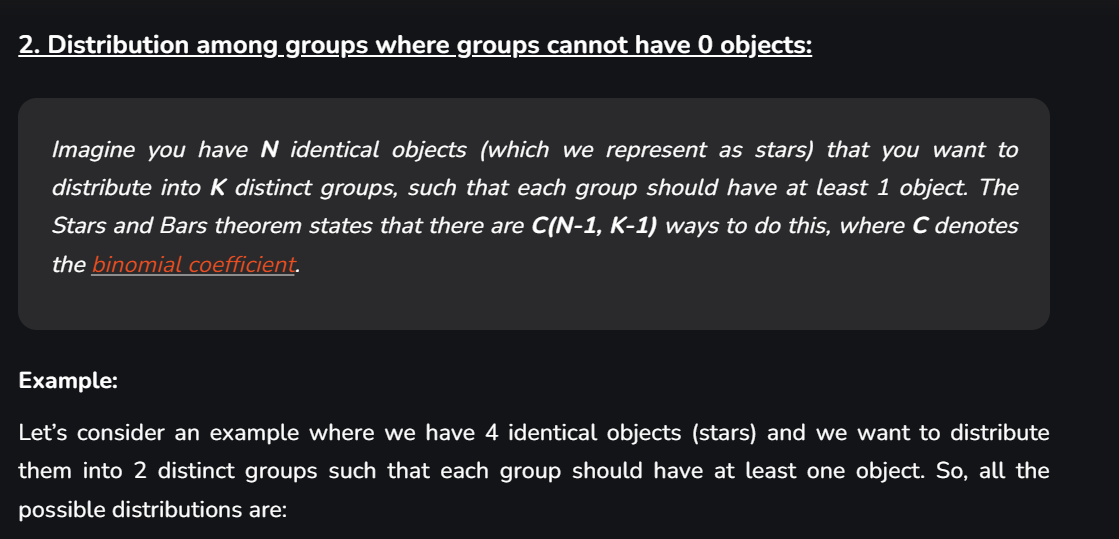 2. Distribution among groups where groups cannot have 0 objects:
Imagine you have N identical objects (which we represent as stars) that you want to
distribute into K distinct groups, such that each group should have at least 1 object. The
Stars and Bars theorem states that there are C(N-1, K-1) ways to do this, where C denotes
the binomial coefficient.
Example:
Let’s consider an example where we have 4 identical objects (stars) and we want to distribute
them into 2 distinct groups such that each group should have at least one object. So, all the
possible distributions are: